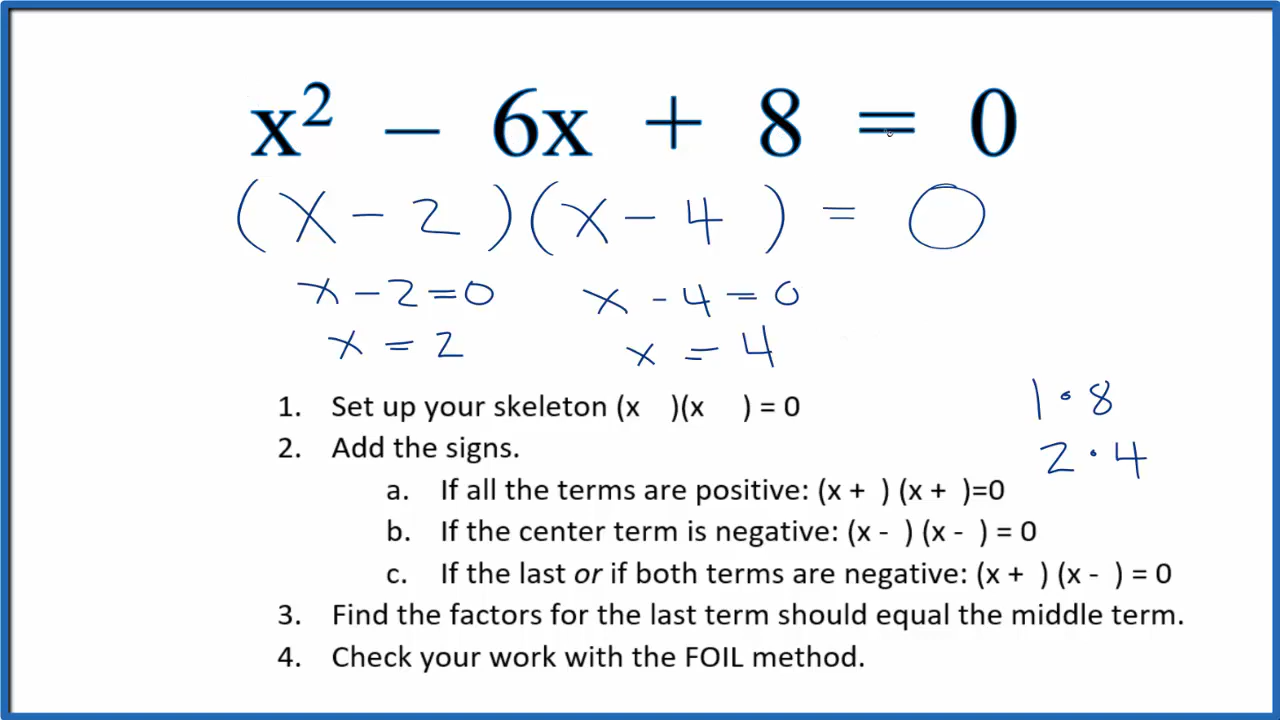 x² – 6x + 8 = 0
(x – 2)(x – 4) = 0
x – 2 = 0 x - 4 = 0
x = 2 x = 4
1 · 8
1. Set up your skeleton (x )(x ) = 0
2. Add the signs.
2 · 4
a. If all the terms are positive: (x + ) (x + )=0
b. If the center term is negative: (x - ) (x - ) = 0
c. If the last or if both terms are negative: (x + ) (x - ) = 0
3. Find the factors for the last term should equal the middle term.
4. Check your work with the FOIL method.